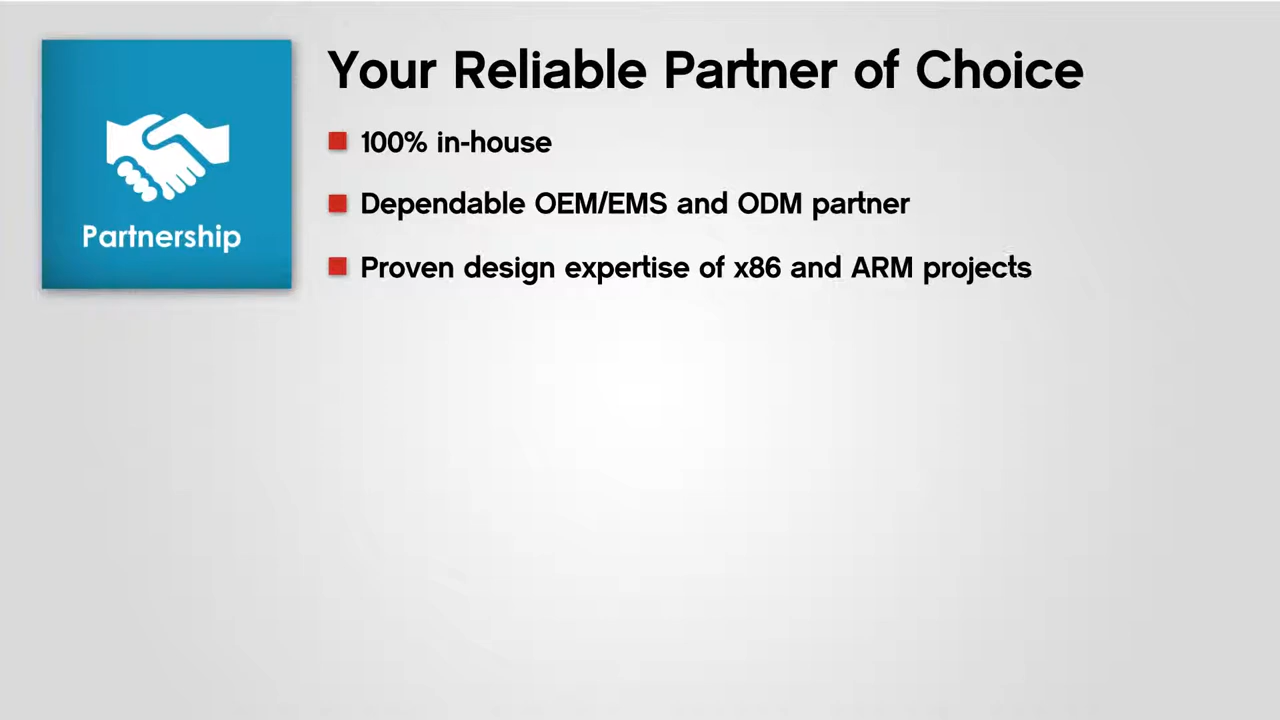 Your Reliable Partner of Choice
100% in-house
Dependable OEM/EMS and ODM partner
Proven design expertise of x86 and ARM projects
Partnership